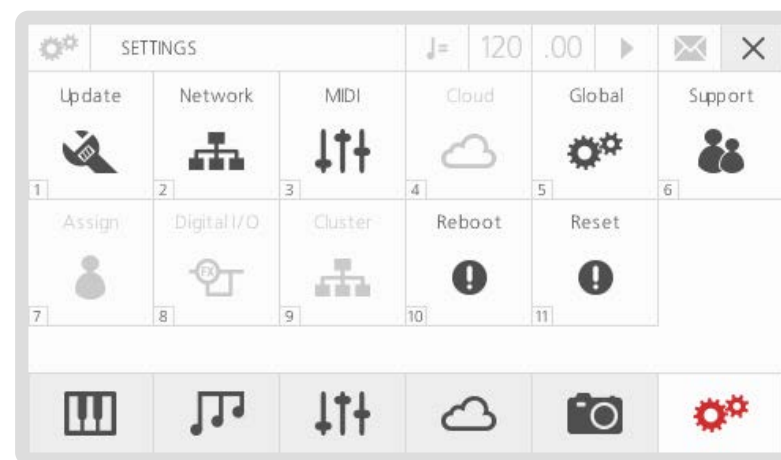 SETTINGS = 120 .00
Update Network MIDI Cloud Global Support
1 2 3 4 5 6
Assign Digital I/O Cluster Reboot Reset
FX
7 8 9 10 11